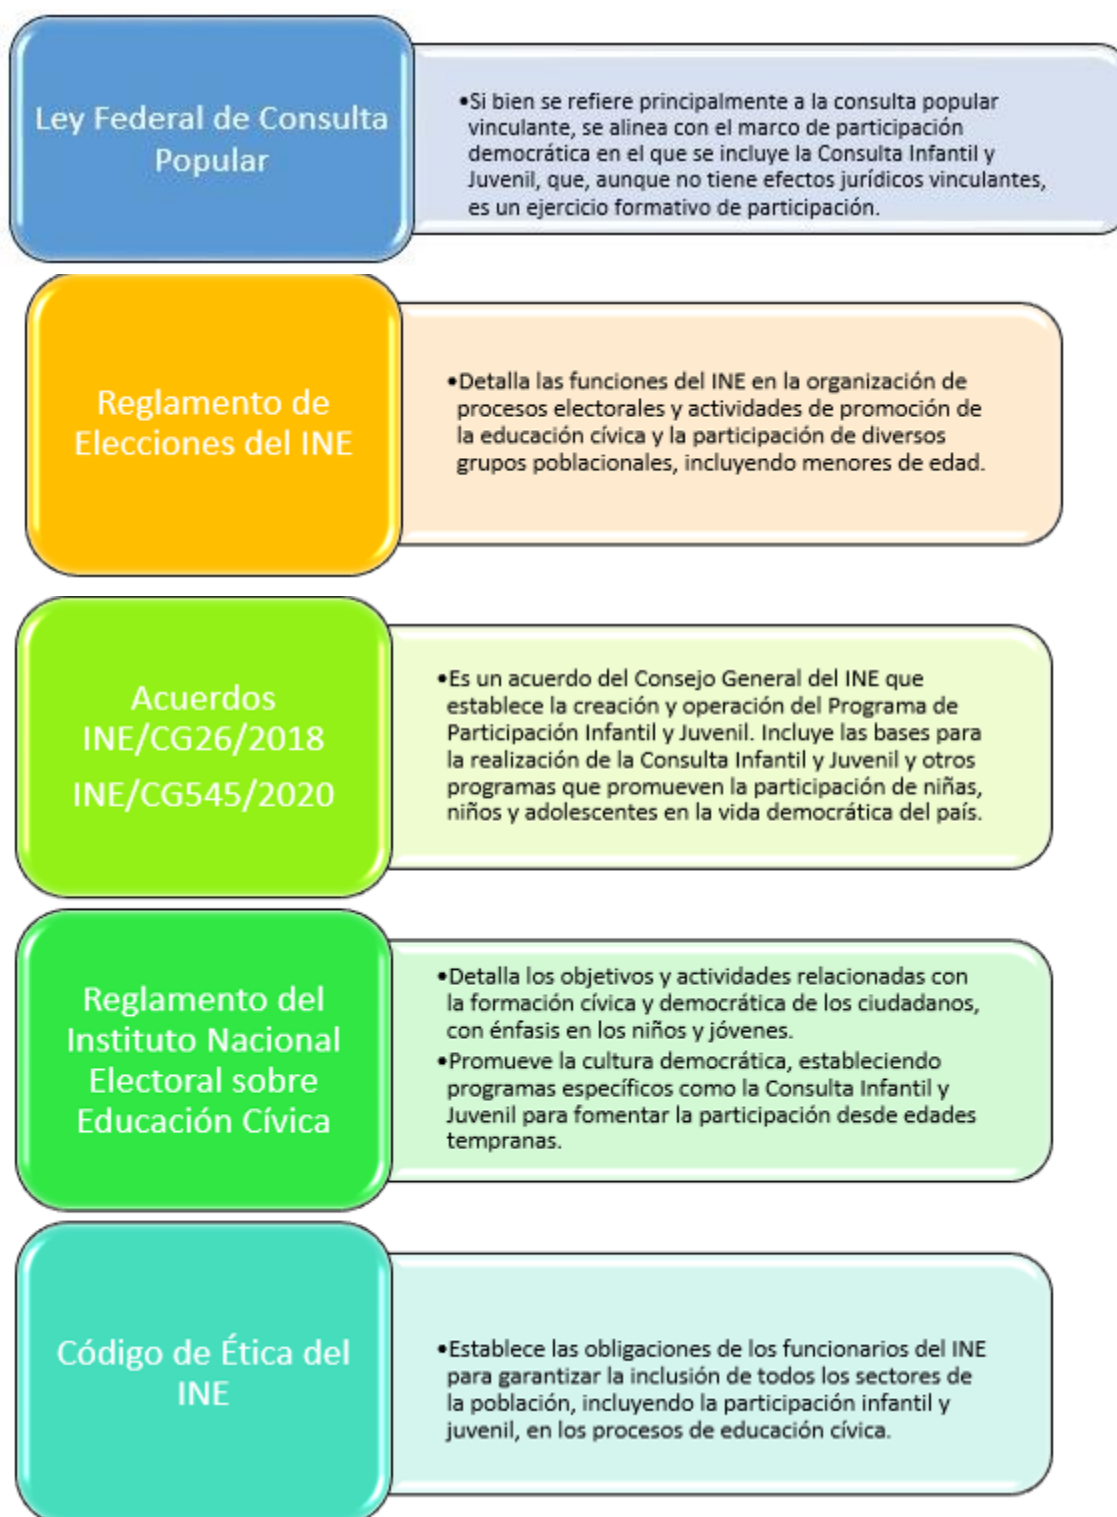 Ley Federal de Consulta
Popular
•Si bien se refiere principalmente a la consulta popular
vinculante, se alinea con el marco de participación
democrática en el que se incluye la Consulta Infantil y
Juvenil, que, aunque no tiene efectos jurídicos vinculantes,
es un ejercicio formativo de participación.
Reglamento de
Elecciones del INE
•Detalla las funciones del INE en la organización de
procesos electorales y actividades de promoción de
la educación cívica y la participación de diversos
grupos poblacionales, incluyendo menores de edad.
Acuerdos
INE/CG26/2018
INE/CG545/2020
•Es un acuerdo del Consejo General del INE que
establece la creación y operación del Programa de
Participación Infantil y Juvenil. Incluye las bases para
la realización de la Consulta Infantil y Juvenil y otros
programas que promueven la participación de niñas,
niños y adolescentes en la vida democrática del país.
Reglamento del
Instituto Nacional
Electoral sobre
Educación Cívica
•Detalla los objetivos y actividades relacionadas con
la formación cívica y democrática de los ciudadanos,
con énfasis en los niños y jóvenes.
•Promueve la cultura democrática, estableciendo
programas específicos como la Consulta Infantil y
Juvenil para fomentar la participación desde edades
tempranas.
Código de Ética del
INE
•Establece las obligaciones de los funcionarios del INE
para garantizar la inclusión de todos los sectores de
la población, incluyendo la participación infantil y
juvenil, en los procesos de educación cívica.